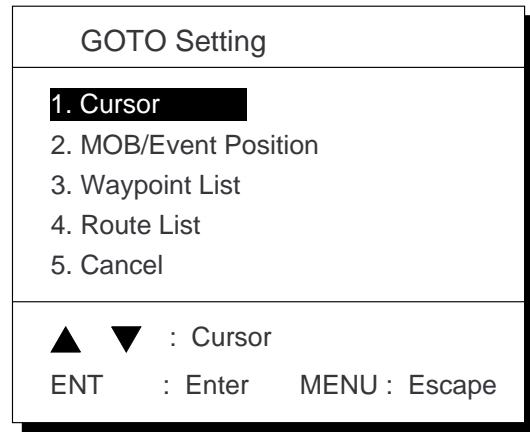 GOTO Setting
1. Cursor
2. MOB/Event Position
3. Waypoint List
4. Route List
5. Cancel
▲ ▼ : Cursor
ENT : Enter MENU : Escape